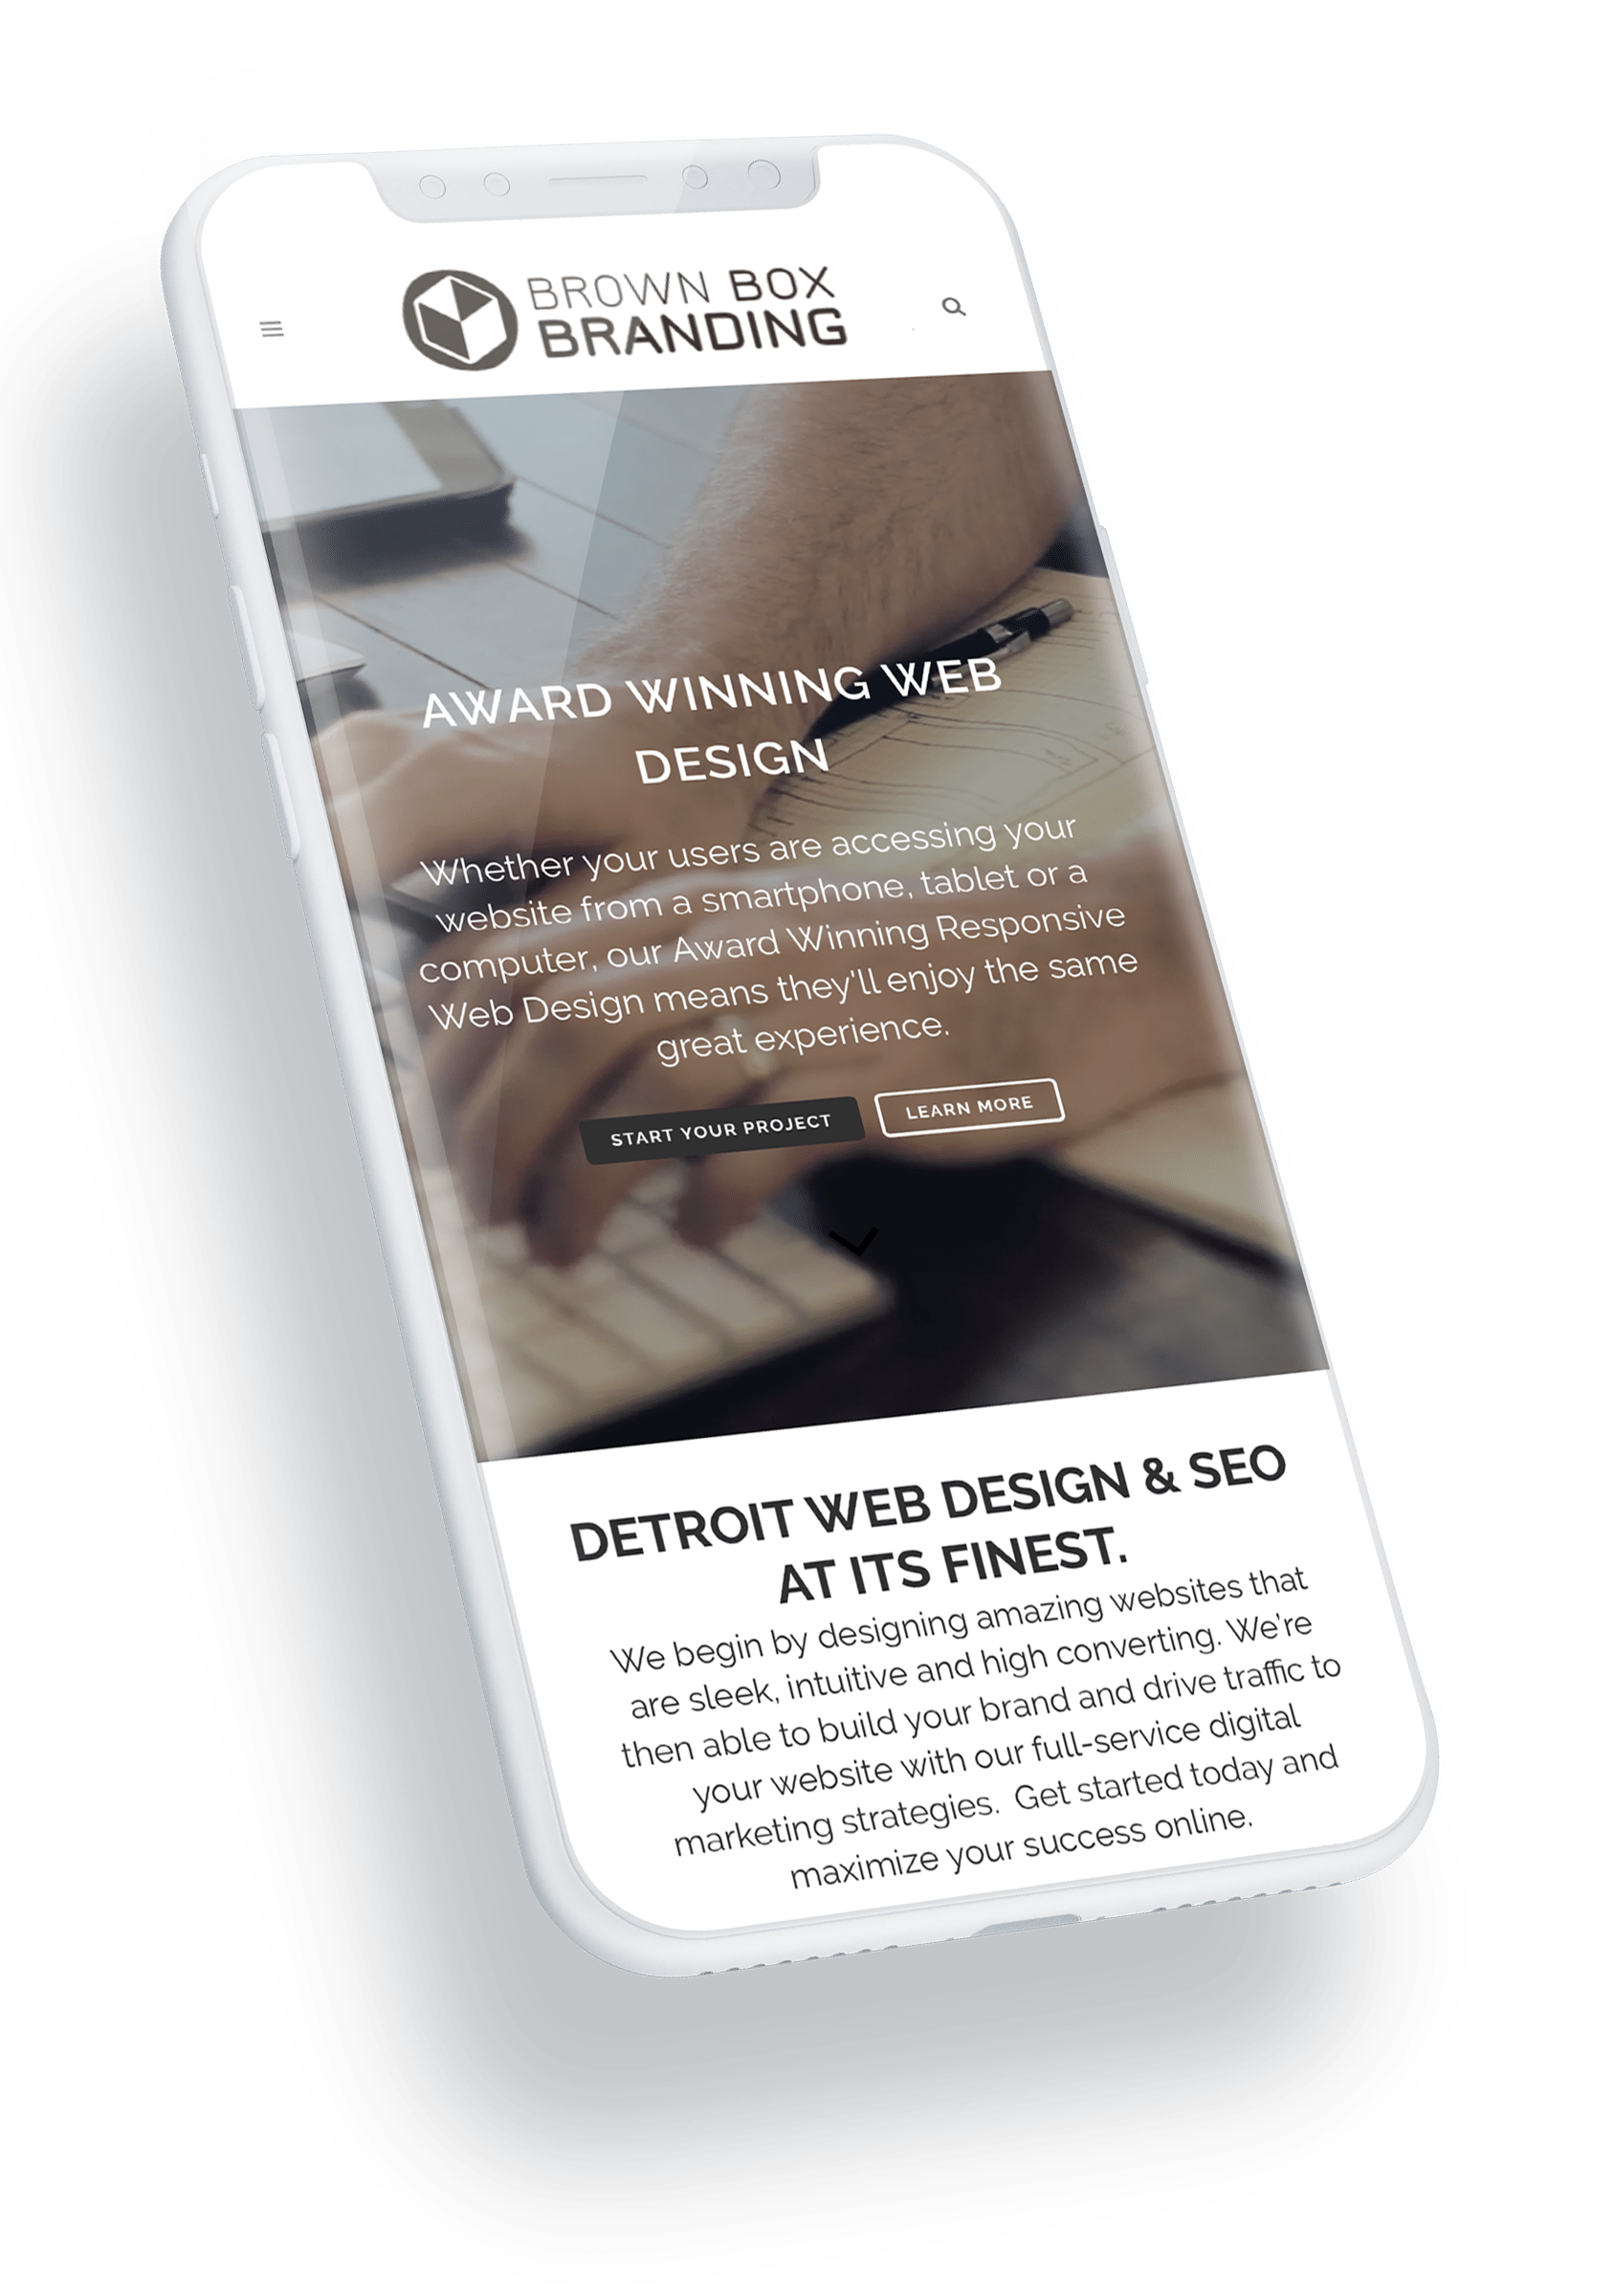 BROWN BOX
BRANDING
AWARD WINNING WEB
DESIGN
Whether your users are accessing your
website from a smartphone, tablet or a
computer, our Award Winning Responsive
Web Design means they'll enjoy the same
great experience.
START YOUR PROJECT
LEARN MORE
DETROIT WEB DESIGN & SEO
AT ITS FINEST.
We begin by designing amazing websites that
are sleek, intuitive and high converting. We're
then able to build your brand and drive traffic to
your website with our full-service digital
marketing strategies. Get started today and
maximize your success online.